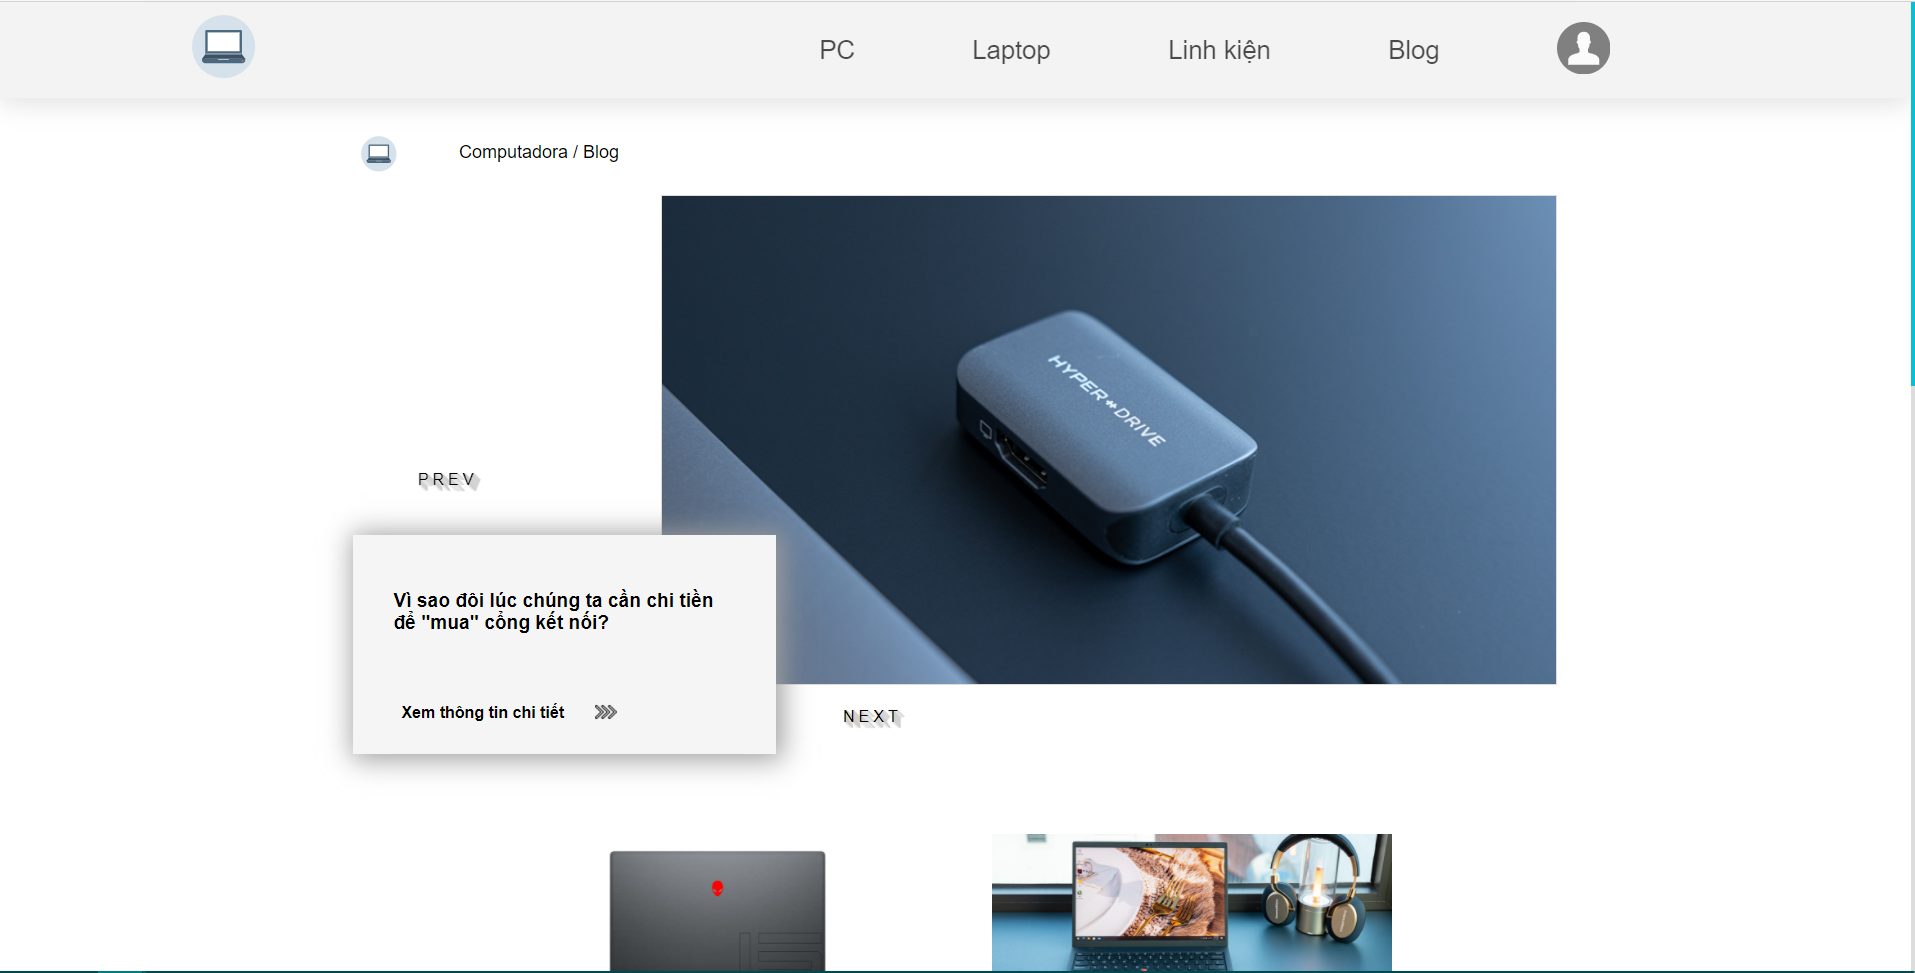 PC Laptop Linh kiện Blog
Computadora / Blog
HYPER DRIVE
PREV
Vì sao đôi lúc chúng ta cần chi tiền
để "mua" cổng kết nối?
Xem thông tin chi tiết
NEXT